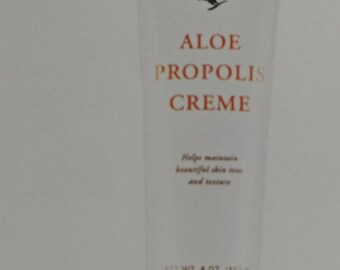 ALOE
PROPOLIS
CREME
Helps maintain
beautiful skin tone
and texture